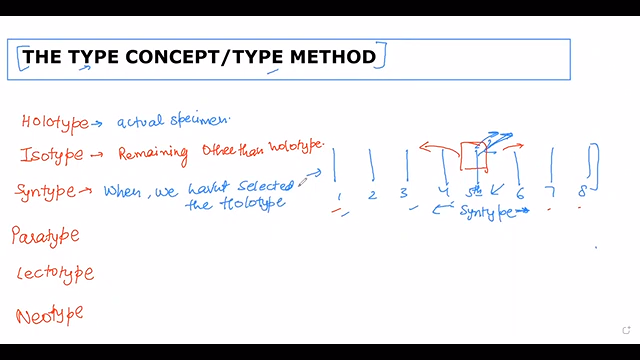 THE TYPE CONCEPT/TYPE METHOD
Holotype → actual specimen.
Isotype → Remaining Other than holotype.
Syntype → When, we havnt selected
the Holotype
1 2 3 4 5th 6 7 8
Syntype
Paratype
Lectotype
Neotype